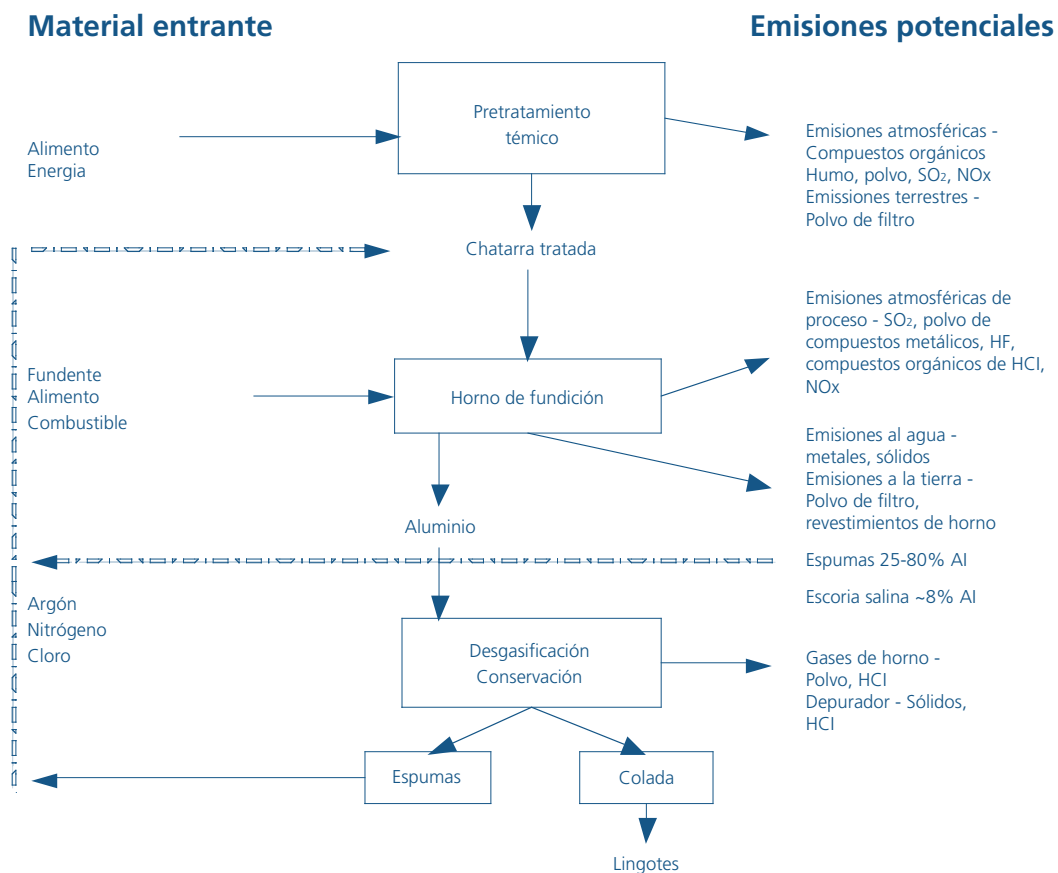 Material entrante
Emisiones potenciales
Pretratamiento
témico
Alimento
Energia
Emisiones atmosféricas -
Compuestos orgánicos
Humo, polvo, SO₂, NOx
Emissiones terrestres -
Polvo de filtro
Chatarra tratada
Emisiones atmosféricas de
proceso - SO₂, polvo de
compuestos metálicos, HF,
compuestos orgánicos de HCI,
NOx
Fundente
Alimento
Combustible
Horno de fundición
Emisiones al agua -
metales, sólidos
Emisiones a la tierra -
Polvo de filtro,
revestimientos de horno
Aluminio
Espumas 25-80% AI
Escoria salina ~8% AI
Argón
Nitrógeno
Cloro
Desgasificación
Conservación
Gases de horno -
Polvo, HCI
Depurador - Sólidos,
HCI
Espumas
Colada
Lingotes